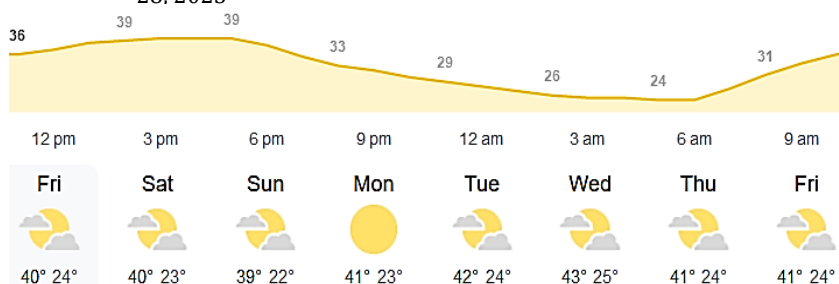 39 39
36 33 29 26 24 31
12 pm 3 pm 6 pm 9 pm 12 am 3 am 6 am 9 am
Fri Sat Sun Mon Tue Wed Thu Fri
40° 24° 40° 23° 39° 22° 41° 23° 42° 24° 43° 25° 41° 24° 41° 24°